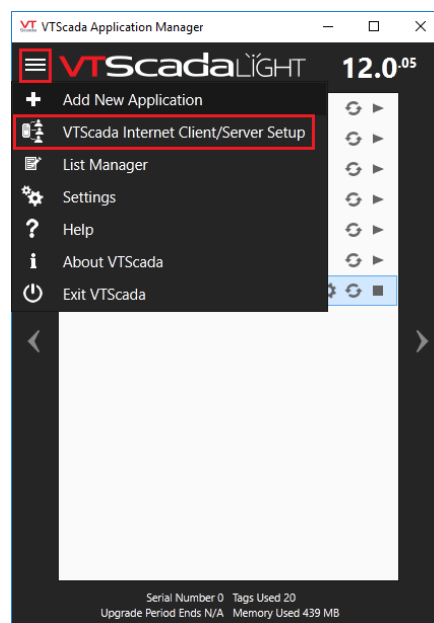 VT VTScada Application Manager
VTScadaLIGHT 12.0.05
Add New Application
VTScada Internet Client/Server Setup
List Manager
Settings
? Help
i About VTScada
Exit VTScada
Serial Number 0 Tags Used 20
Upgrade Period Ends N/A Memory Used 439 MB